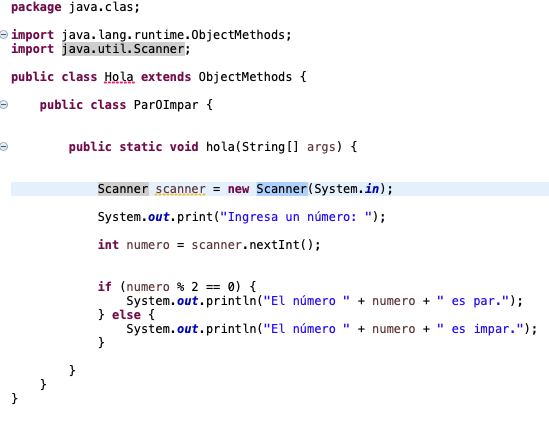 package java.clas;
import java.lang.runtime.ObjectMethods;
import java.util.Scanner;
public class Hola extends ObjectMethods {
public class ParOImpar {
public static void hola(String[] args) {
Scanner scanner = new Scanner(System.in);
System.out.print("Ingresa un número: ");
int numero = scanner.nextInt();
if (numero % 2 == 0) {
System.out.println("El número " + numero + " es par.");
} else {
System.out.println("El número " + numero + " es impar.");
}
}
}
}